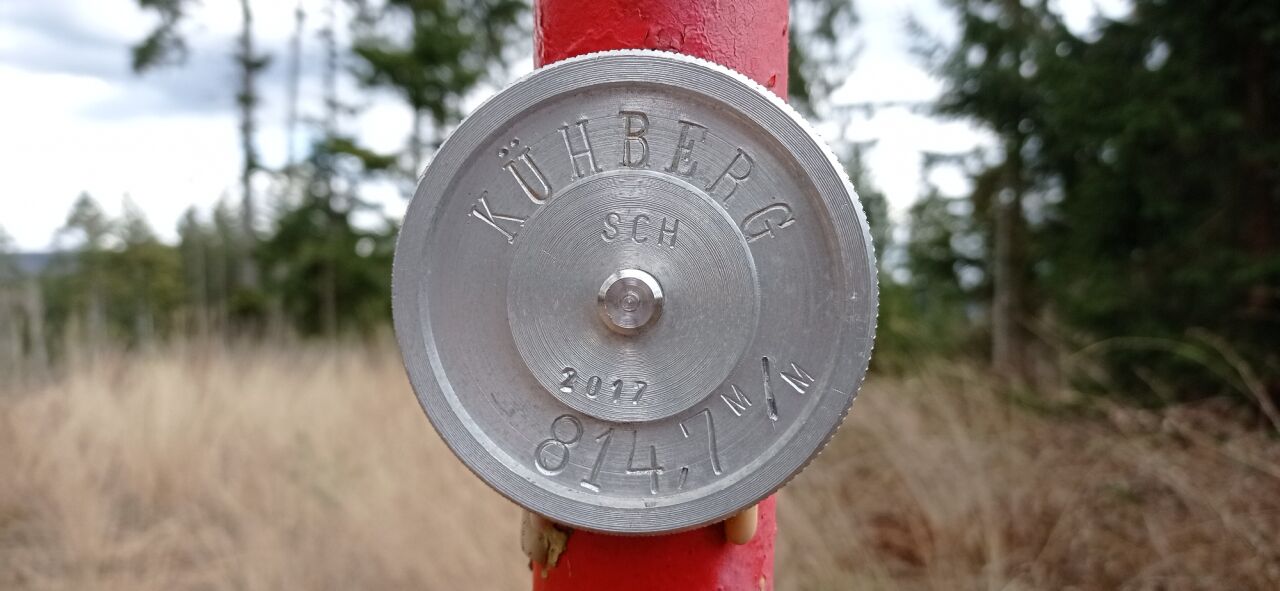 KÜHBERG
SCH
2017
814,7 M/M